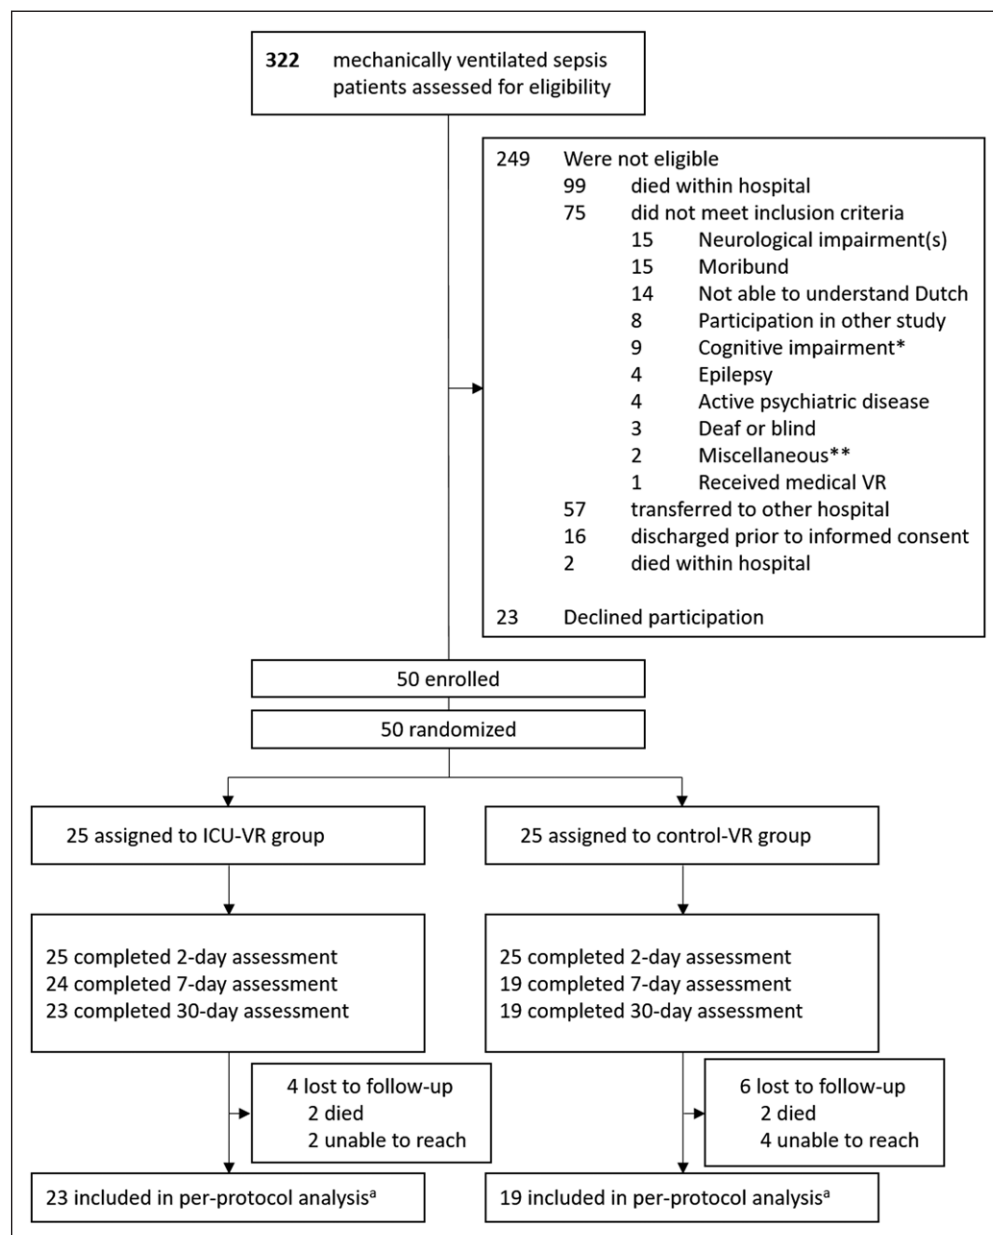 322 mechanically ventilated sepsis
patients assessed for eligibility
249 Were not eligible
99 died within hospital
75 did not meet inclusion criteria
15 Neurological impairment(s)
15 Moribund
14 Not able to understand Dutch
8 Participation in other study
9 Cognitive impairment*
4 Epilepsy
4 Active psychiatric disease
3 Deaf or blind
2 Miscellaneous**
1 Received medical VR
57 transferred to other hospital
16 discharged prior to informed consent
2 died within hospital
23 Declined participation
50 enrolled
50 randomized
25 assigned to ICU-VR group
25 assigned to control-VR group
25 completed 2-day assessment
24 completed 7-day assessment
23 completed 30-day assessment
25 completed 2-day assessment
19 completed 7-day assessment
19 completed 30-day assessment
4 lost to follow-up
2 died
2 unable to reach
6 lost to follow-up
2 died
4 unable to reach
23 included in per-protocol analysisᵃ
19 included in per-protocol analysisᵃ